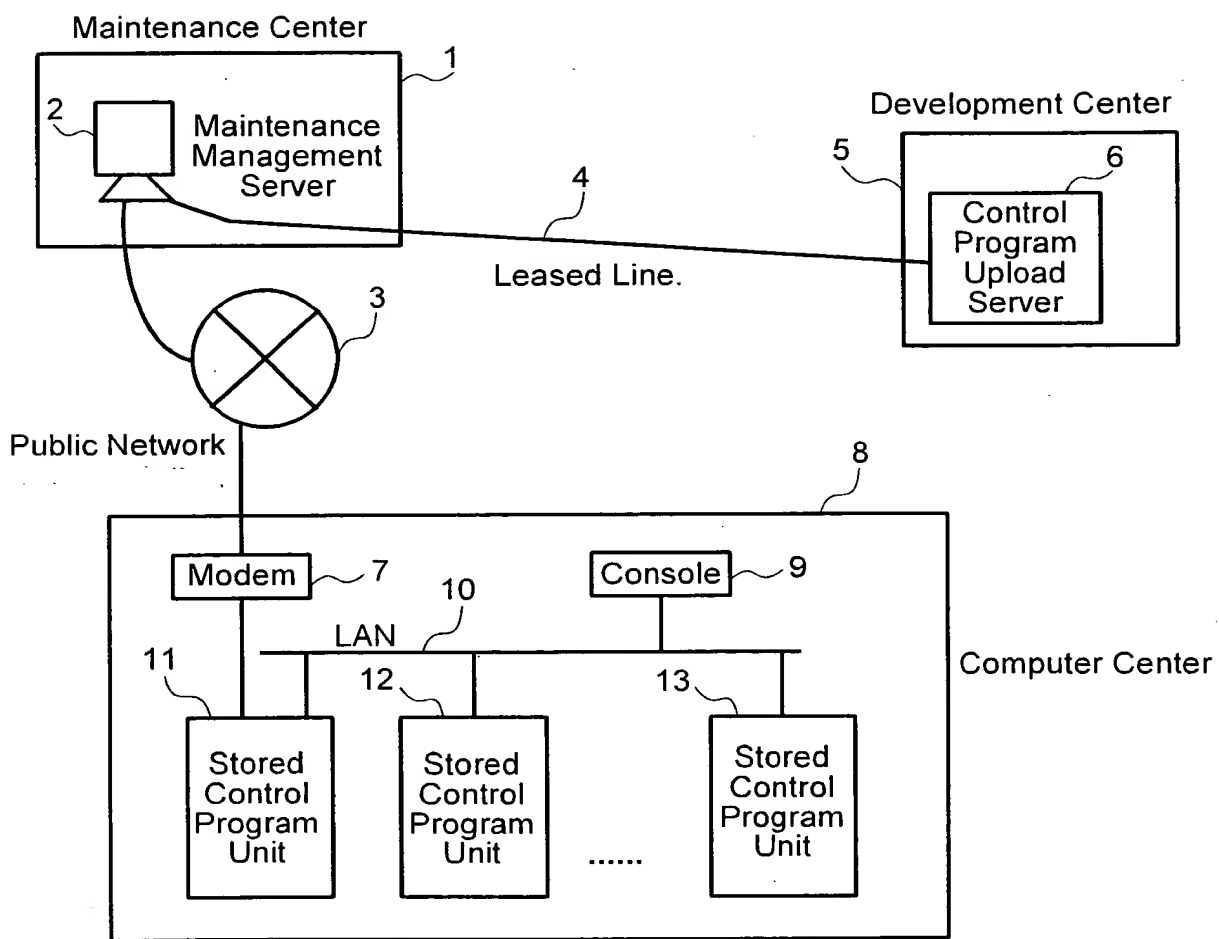 Maintenance Center
1
2
Maintenance
Management
Server
Development Center
5
6
Control
Program
Upload
Server
4
Leased Line.
3
Public Network
8
Modem
7
Console
9
10
LAN
11
12
13
Computer Center
Stored
Control
Program
Unit
Stored
Control
Program
Unit
......
Stored
Control
Program
Unit